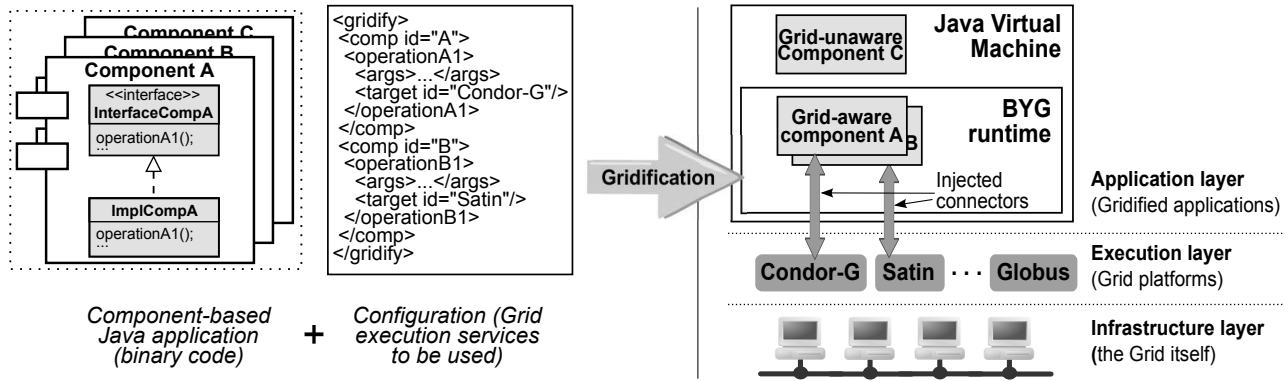 Component C
Component B
Component A
<<interface>>
InterfaceCompA
operationA1();
...
ImplCompA
operationA1();
...
Component-based
Java application
(binary code)
+
<gridify>
<comp id="A">
<operationA1>
<args>...</args>
<target id="Condor-G"/>
</operationA1>
</comp>
<comp id="B">
<operationB1>
<args>...</args>
<target id="Satin"/>
</operationB1>
</comp>
</gridify>
Configuration (Grid
execution services
to be used)
Gridification
Java Virtual
Machine
Grid-unaware
Component C
BYG
runtime
Grid-aware
component A
B
Injected
connectors
Application layer
(Gridified applications)
Condor-G
Satin
. . .
Globus
Execution layer
(Grid platforms)
Infrastructure layer
(the Grid itself)